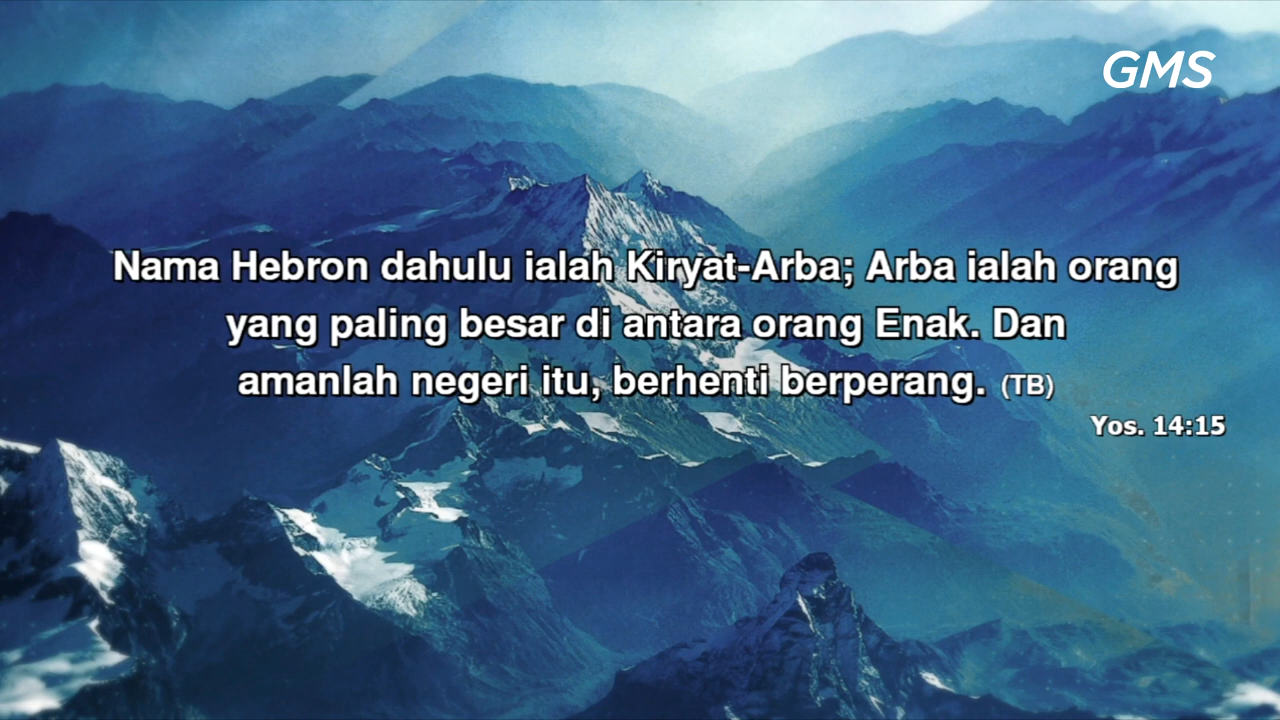 GMS
Nama Hebron dahulu ialah Kiryat-Arba; Arba ialah orang
yang paling besar di antara orang Enak. Dan
amanlah negeri itu, berhenti berperang. (TB)
Yos. 14:15